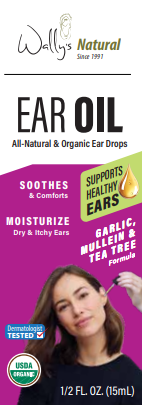 Wally's Natural
Since 1991
EAR OIL
All-Natural & Organic Ear Drops
SOOTHES
& Comforts
MOISTURIZE
Dry & Itchy Ears
SUPPORTS
HEALTHY
EARS
GARLIC,
MULLEIN &
TEA TREE
Formula
Dermatologist
TESTED
USDA
ORGANIC
1/2 FL. OZ. (15mL)